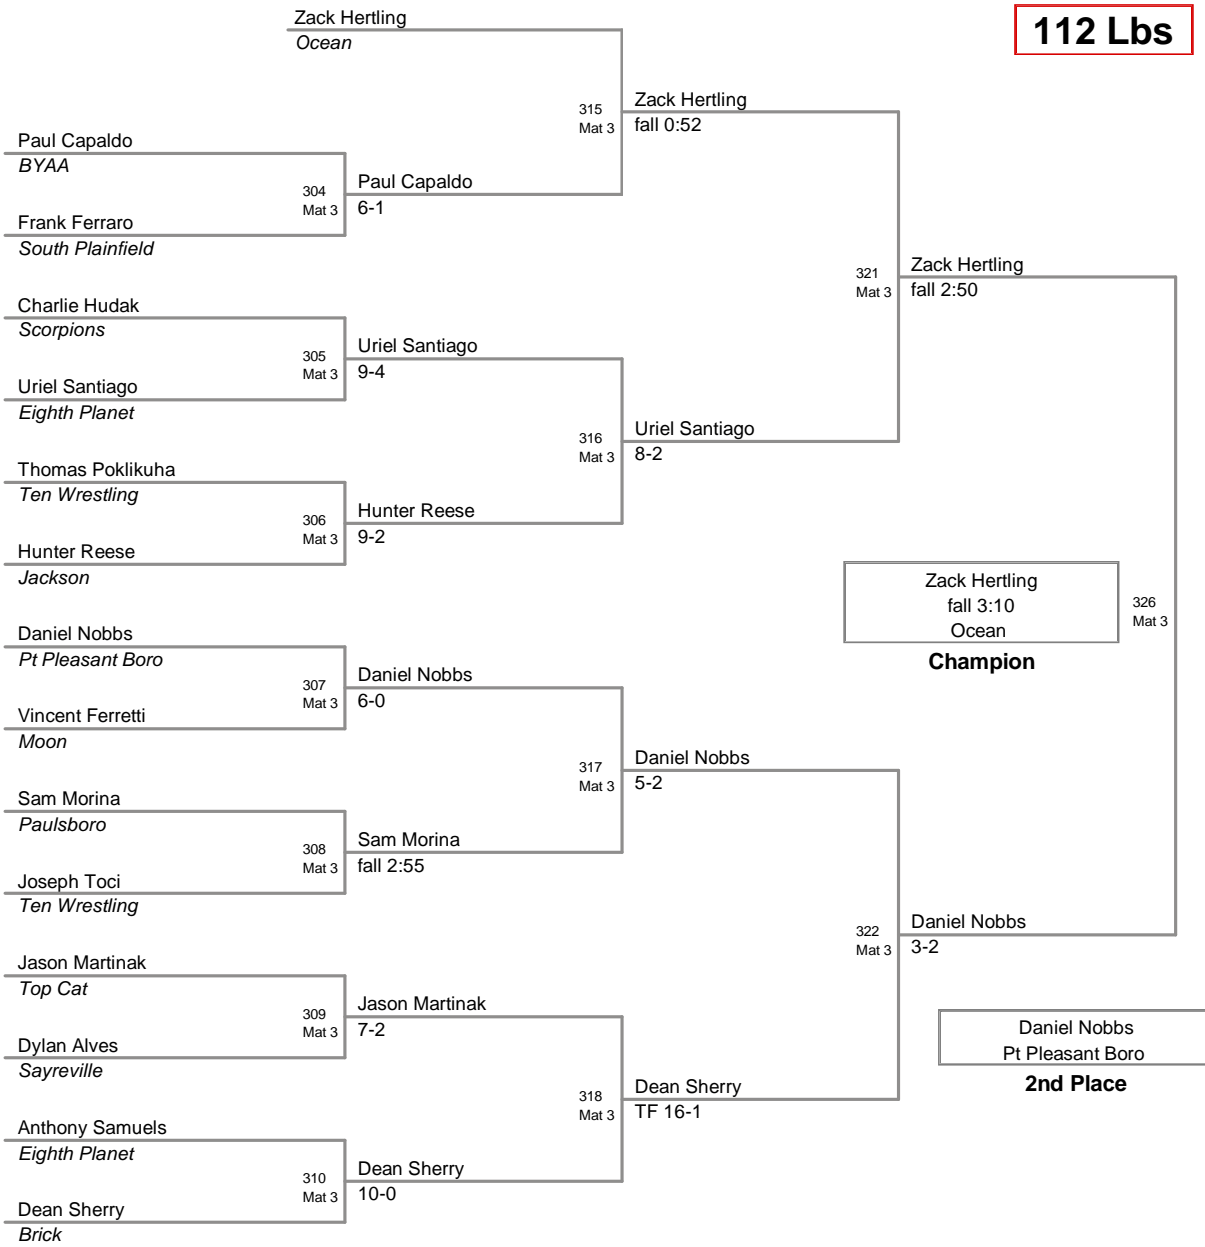 Zack Hertling
Ocean
112 Lbs
315
Mat 3
Zack Hertling
fall 0:52
Paul Capaldo
BYAA
304
Mat 3
Paul Capaldo
6-1
Frank Ferraro
South Plainfield
321
Mat 3
Zack Hertling
fall 2:50
Charlie Hudak
Scorpions
305
Mat 3
Uriel Santiago
9-4
Uriel Santiago
Eighth Planet
316
Mat 3
Uriel Santiago
8-2
Thomas Poklikuha
Ten Wrestling
306
Mat 3
Hunter Reese
9-2
Hunter Reese
Jackson
Zack Hertling
fall 3:10
Ocean
Champion
326
Mat 3
Daniel Nobbs
Pt Pleasant Boro
307
Mat 3
Daniel Nobbs
6-0
Vincent Ferretti
Moon
317
Mat 3
Daniel Nobbs
5-2
Sam Morina
Paulsboro
308
Mat 3
Sam Morina
fall 2:55
Joseph Toci
Ten Wrestling
322
Mat 3
Daniel Nobbs
3-2
Jason Martinak
Top Cat
309
Mat 3
Jason Martinak
7-2
Dylan Alves
Sayreville
Daniel Nobbs
Pt Pleasant Boro
2nd Place
318
Mat 3
Dean Sherry
TF 16-1
Anthony Samuels
Eighth Planet
310
Mat 3
Dean Sherry
10-0
Dean Sherry
Brick